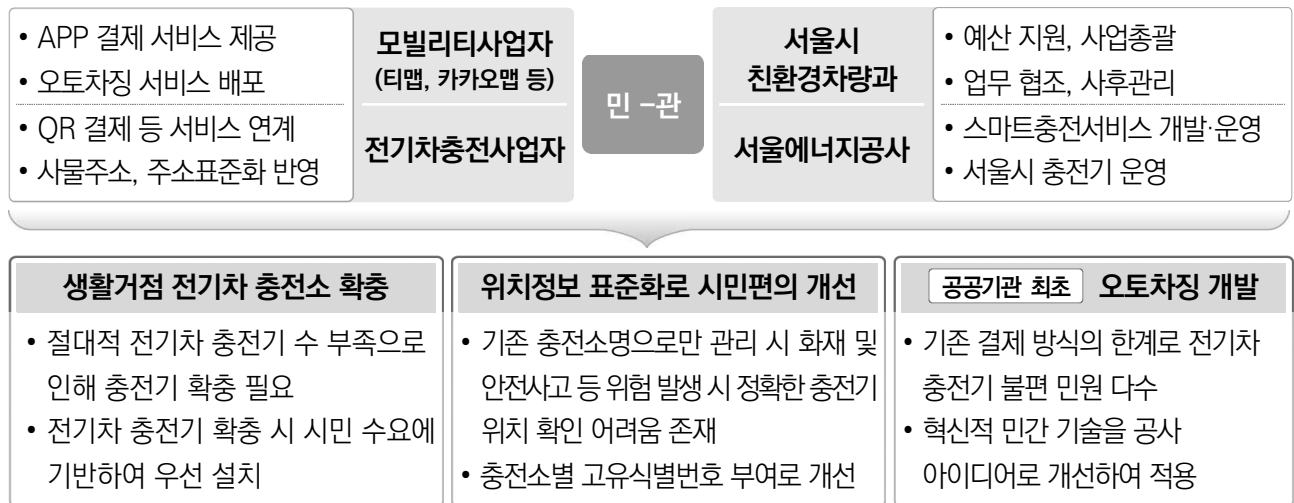 • APP 결제 서비스 제공
• 오토차징 서비스 배포
모빌리티사업자
(티맵, 카카오맵 등)
• QR 결제 등 서비스 연계
• 사물주소, 주소표준화 반영
전기차충전사업자
민 -관
서울시
친환경차량과
• 예산 지원, 사업총괄
• 업무 협조, 사후관리
서울에너지공사
• 스마트충전서비스 개발·운영
• 서울시 충전기 운영
생활거점 전기차 충전소 확충
• 절대적 전기차 충전기 수 부족으로
인해 충전기 확충 필요
• 전기차 충전기 확충 시 시민 수요에
기반하여 우선 설치
위치정보 표준화로 시민편의 개선
• 기존 충전소명으로만 관리 시 화재 및
안전사고 등 위험 발생 시 정확한 충전기
위치 확인 어려움 존재
• 충전소별 고유식별번호 부여로 개선
공공기관 최초 오토차징 개발
• 기존 결제 방식의 한계로 전기차
충전기 불편 민원 다수
• 혁신적 민간 기술을 공사
아이디어로 개선하여 적용